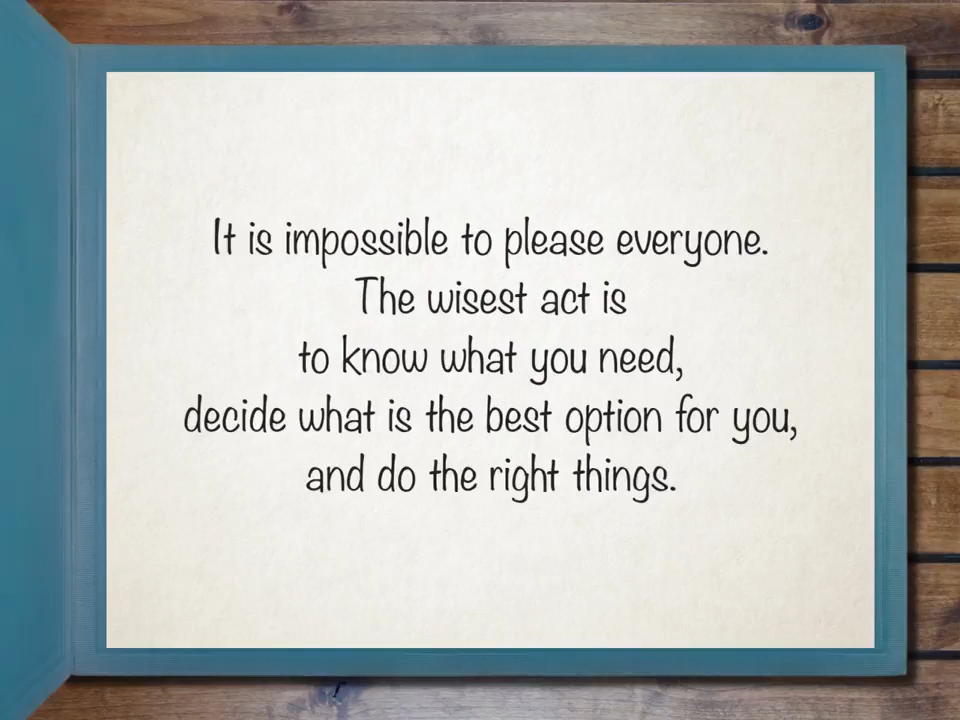 It is impossible to please everyone.
The wisest act is
to know what you need,
decide what is the best option for you,
and do the right things.